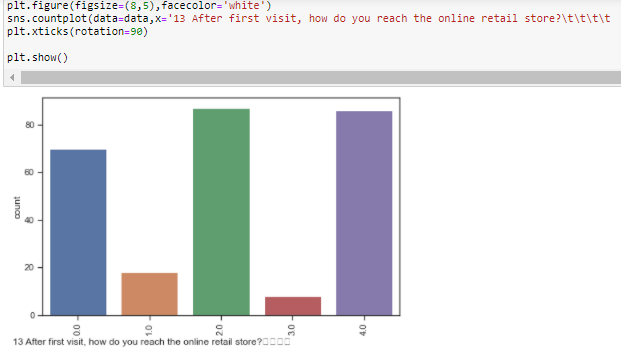 plt.figure(figsize=(8,5),facecolor='white')
sns.countplot(data=data,x='13 After first visit, how do you reach the online retail store?\t\t\t\t
plt.xticks(rotation=90)
plt.show()
80
60
40
20
0
count
0.0
1.0
2.0
3.0
4.0
13 After first visit, how do you reach the online retail store?□□□□